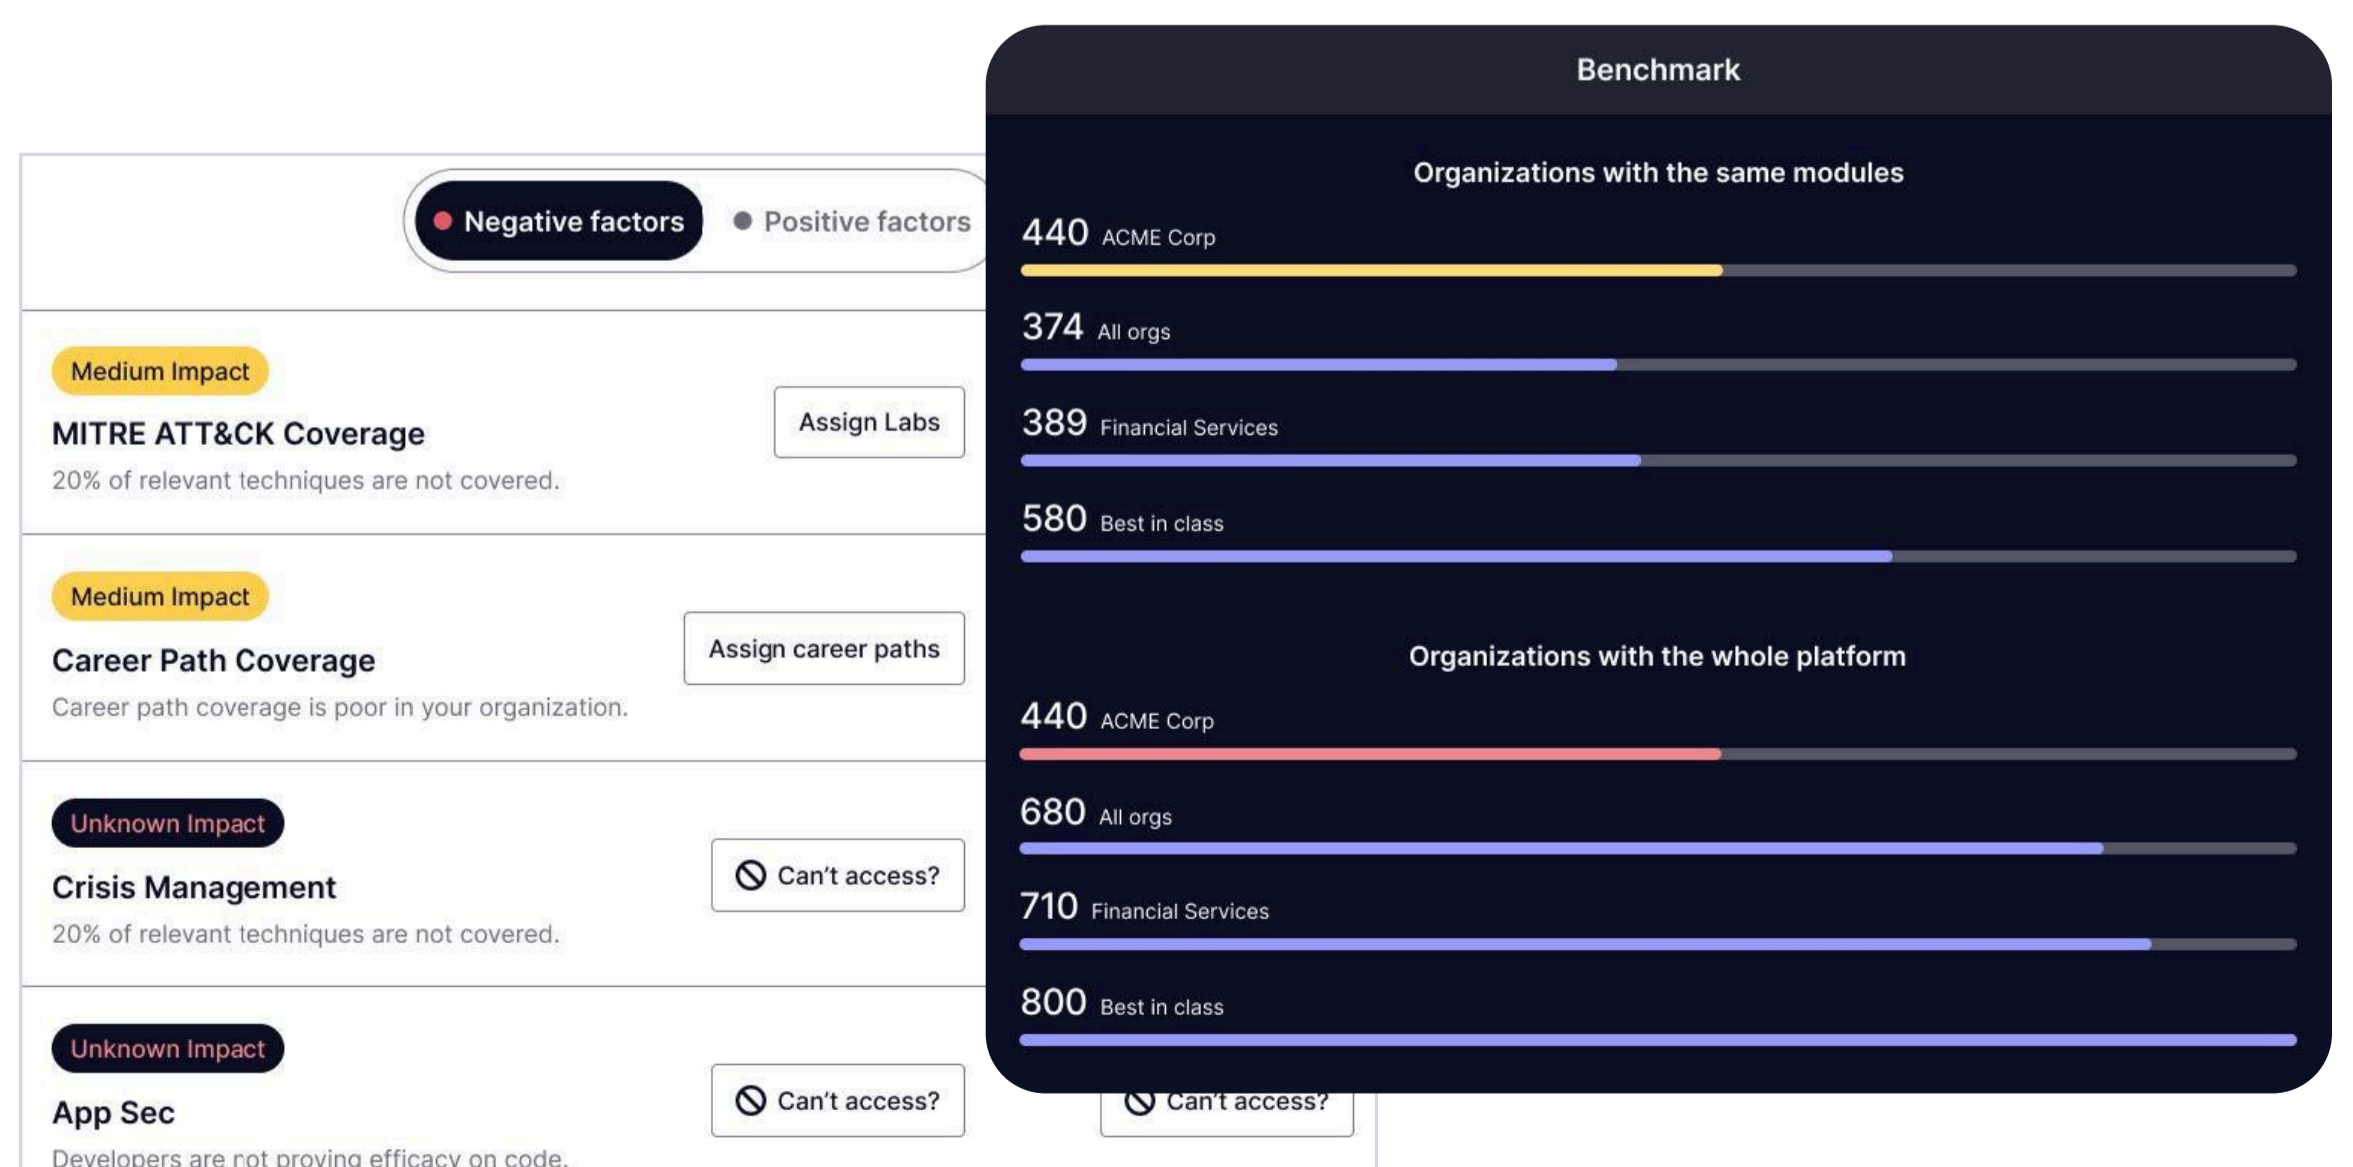 Negative factors
Positive factors
Medium Impact
MITRE ATT&CK Coverage
20% of relevant techniques are not covered.
Assign Labs
Medium Impact
Career Path Coverage
Career path coverage is poor in your organization.
Assign career paths
Unknown Impact
Crisis Management
20% of relevant techniques are not covered.
Can't access?
Unknown Impact
App Sec
Developers are not proving efficacy on code.
Can't access?
Can't access?
Benchmark
Organizations with the same modules
440 ACME Corp
374 All orgs
389 Financial Services
580 Best in class
Organizations with the whole platform
440 ACME Corp
680 All orgs
710 Financial Services
800 Best in class